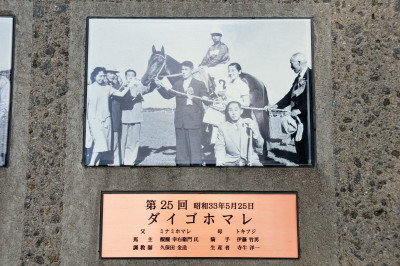 第25回 昭和33年5月25日
ダイゴホマレ
父 ミナミホマレ 母 トキフジ
馬主 醍醐 幸右衛門 氏 騎手 伊藤 竹男
調教師 久保田 金造 生産者 寺牛 洋一